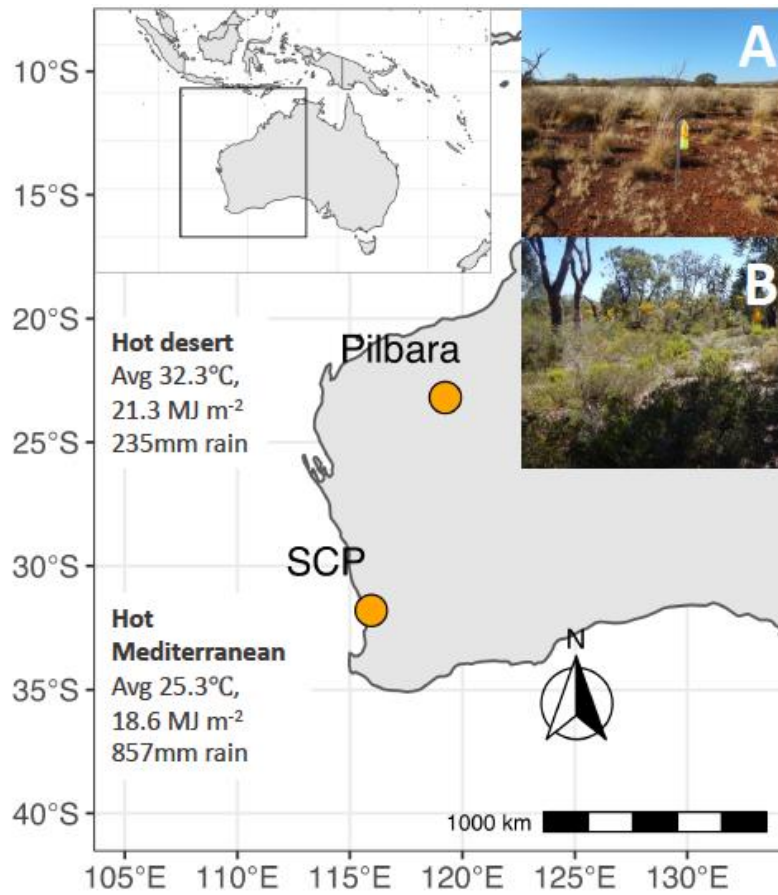 A
B
10°S
15°S
20°S
25°S
30°S
35°S
40°S
Hot desert
Avg 32.3°C,
21.3 MJ m⁻²
235mm rain
Pilbara
SCP
Hot
Mediterranean
Avg 25.3°C,
18.6 MJ m⁻²
857mm rain
N
1000 km
105°E 110°E 115°E 120°E 125°E 130°E